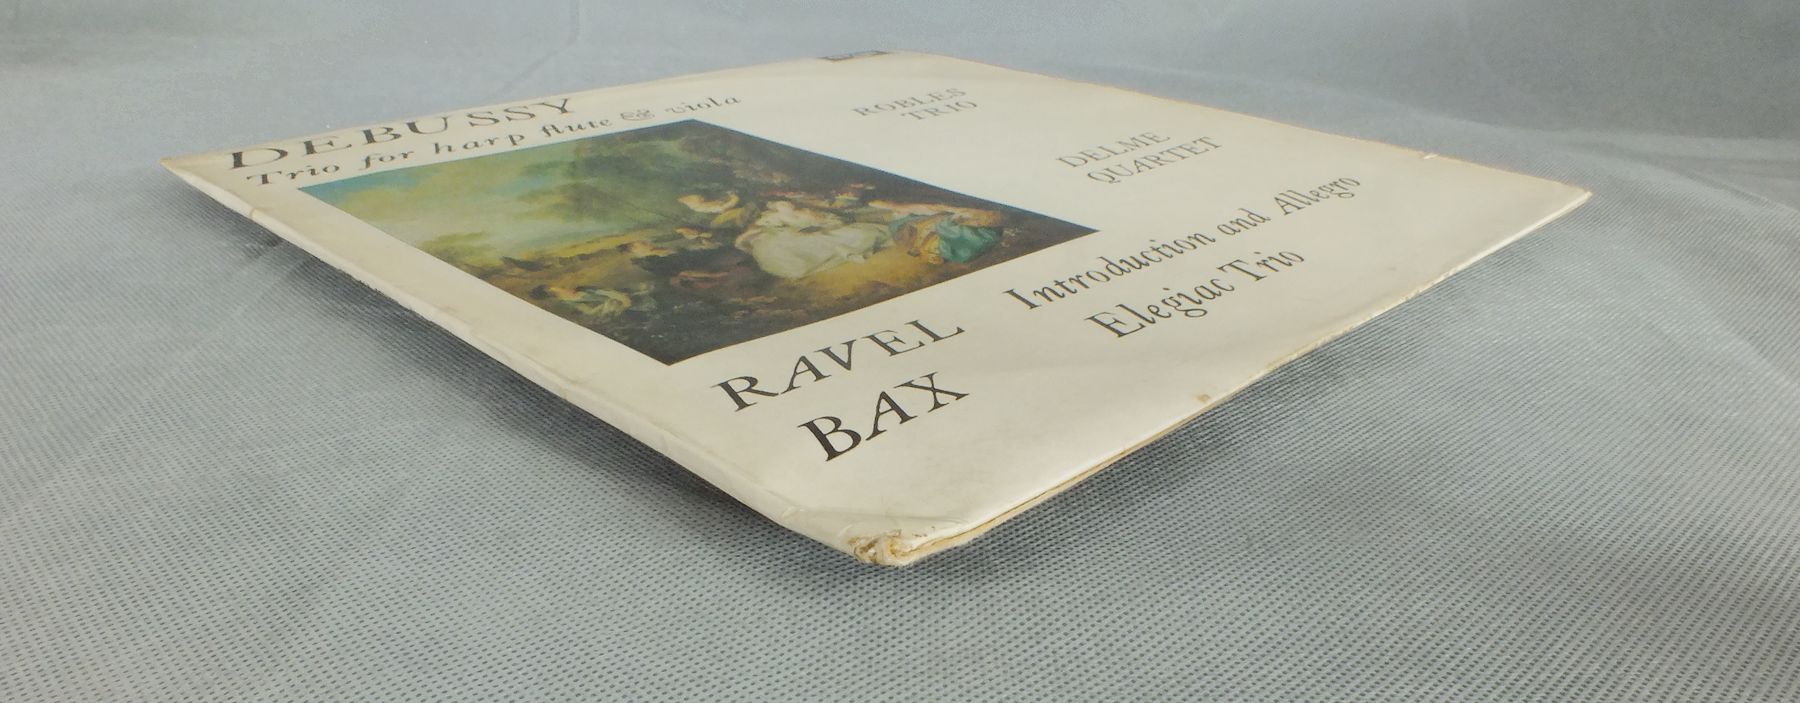 DEBUSSY
Trio for harp flute & viola
ROBLES
TRIO
DELME
QUARTET
RAVEL Introduction and Allegro
BAX Elegiac Trio